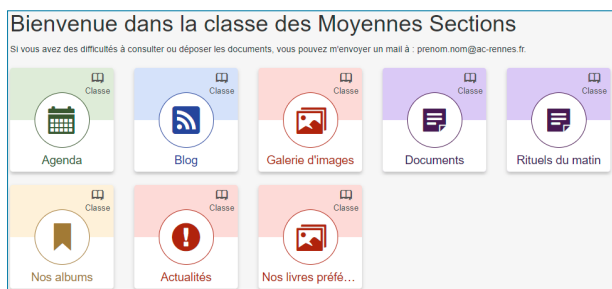 Bienvenue dans la classe des Moyennes Sections
Si vous avez des difficultés à consulter ou déposer les documents, vous pouvez m'envoyer un mail à : prenom.nom@ac-rennes.fr.
Classe Classe Classe Classe Classe
Agenda Blog Galerie d'images Documents Rituels du matin
Classe Classe Classe
Nos albums Actualités Nos livres préfé...